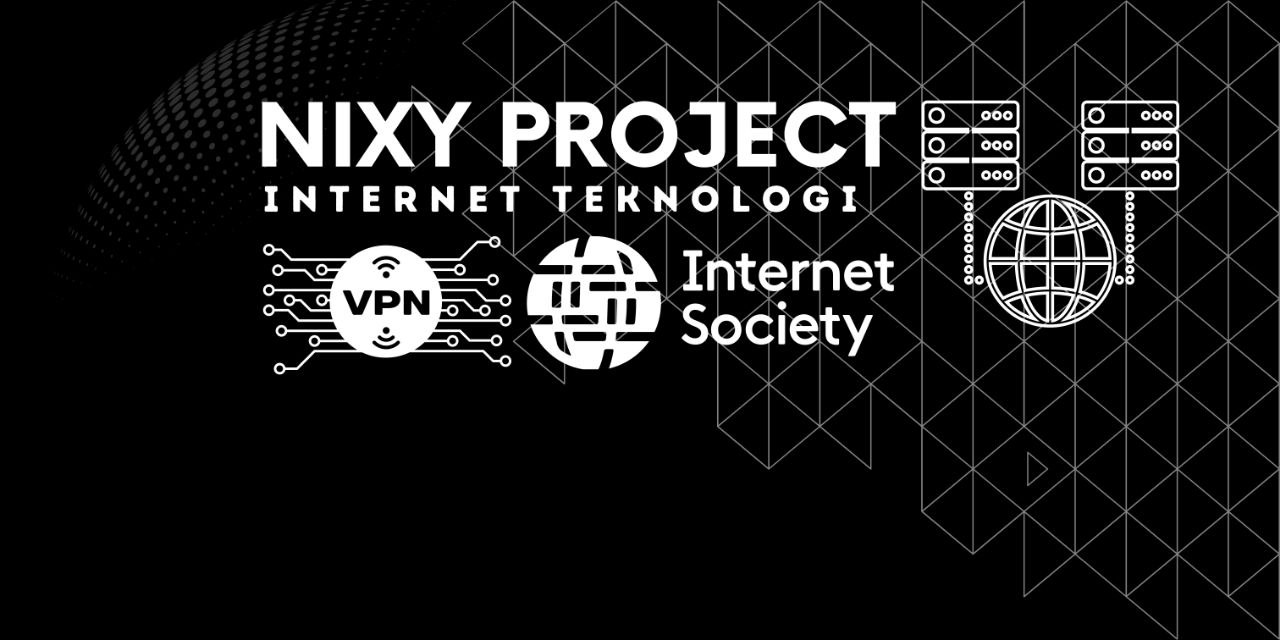 NIXY PROJECT
INTERNET TEKNOLOGI
VPN
Internet
Society